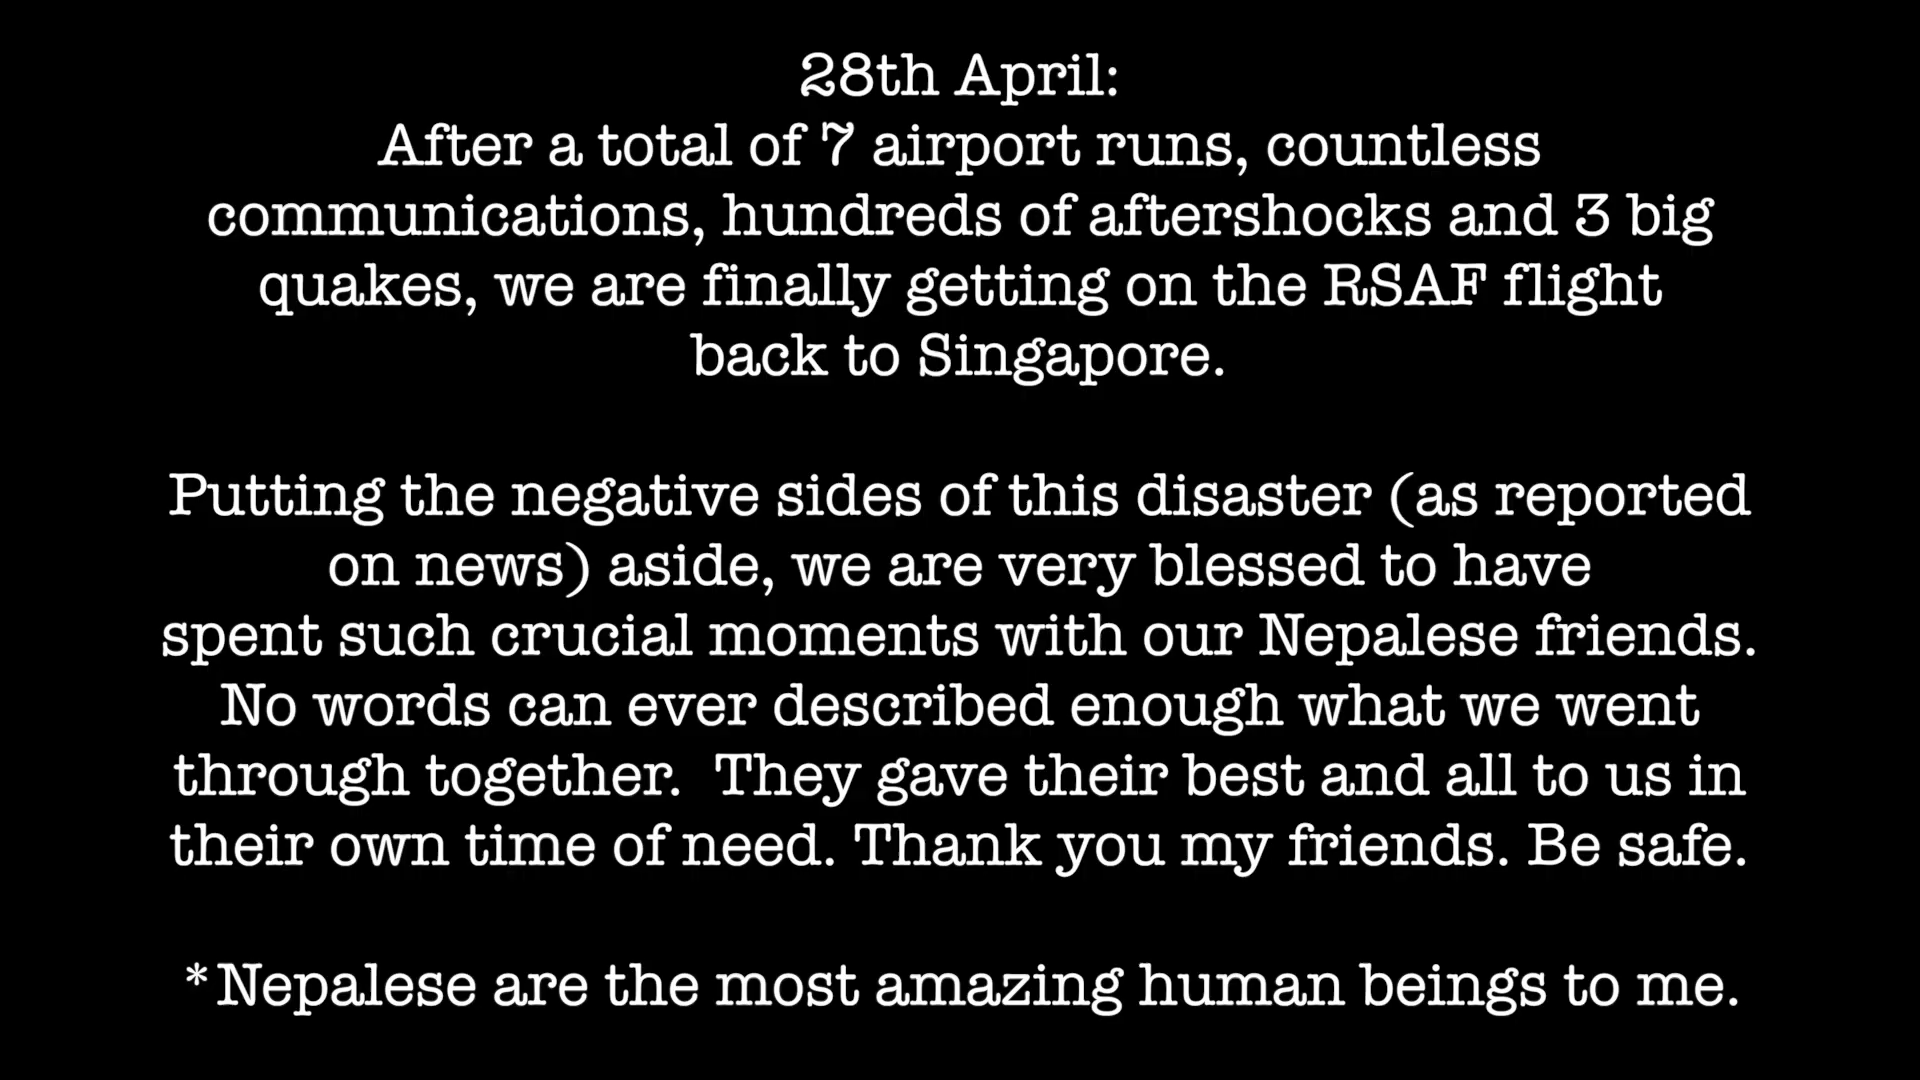 28th April:
After a total of 7 airport runs, countless
communications, hundreds of aftershocks and 3 big
quakes, we are finally getting on the RSAF flight
back to Singapore.
Putting the negative sides of this disaster (as reported
on news) aside, we are very blessed to have
spent such crucial moments with our Nepalese friends.
No words can ever described enough what we went
through together.  They gave their best and all to us in
their own time of need. Thank you my friends. Be safe.
*Nepalese are the most amazing human beings to me.